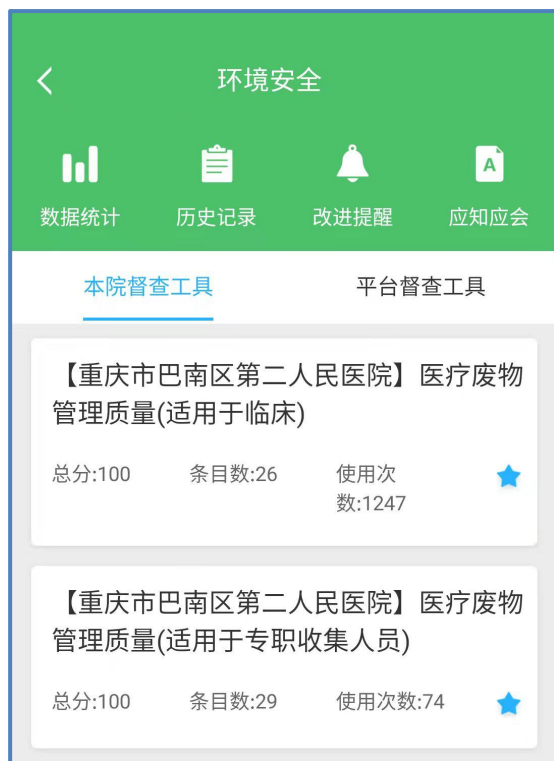 环境安全
数据统计 历史记录 改进提醒 应知应会
A
本院督查工具 平台督查工具
【重庆市巴南区第二人民医院】医疗废物
管理质量(适用于临床)
总分:100 条目数:26 使用次
数:1247
【重庆市巴南区第二人民医院】医疗废物
管理质量(适用于专职收集人员)
总分:100 条目数:29 使用次数:74